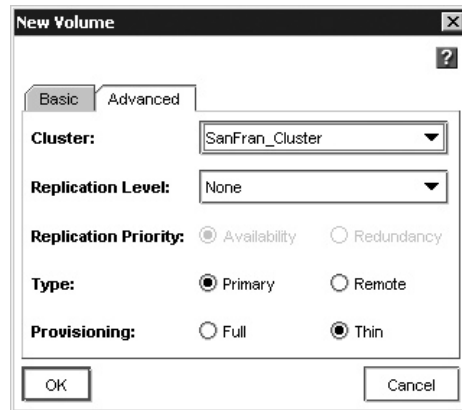 New Volume
?
Basic Advanced
Cluster: SanFran_Cluster
Replication Level: None
Replication Priority: Availability Redundancy
Type: Primary Remote
Provisioning: Full Thin
OK Cancel